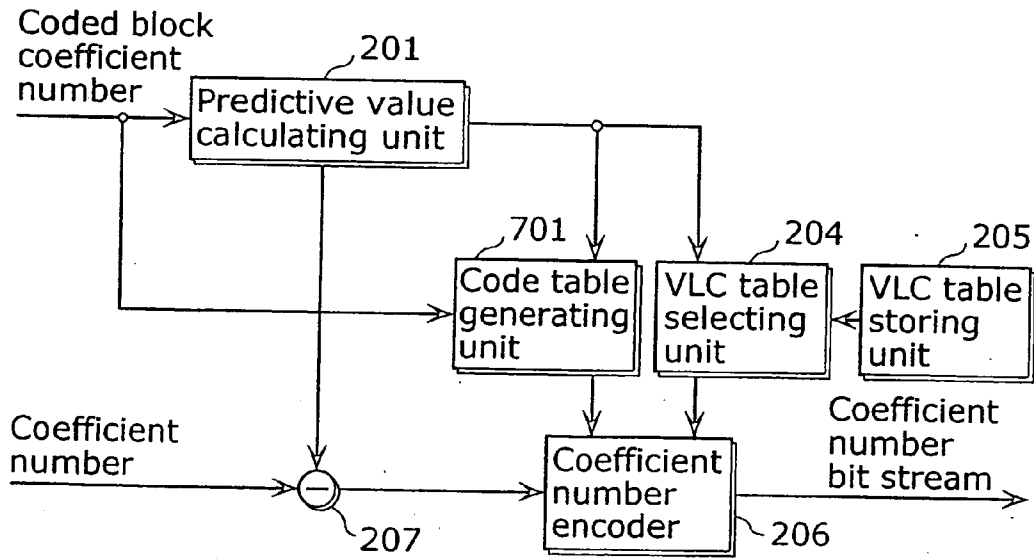 Coded block
coefficient
number
201
Predictive value
calculating unit
701
204
205
Code table
generating
unit
VLC table
selecting
unit
VLC table
storing
unit
Coefficient
number
207
Coefficient
number
encoder
206
Coefficient
number
bit stream